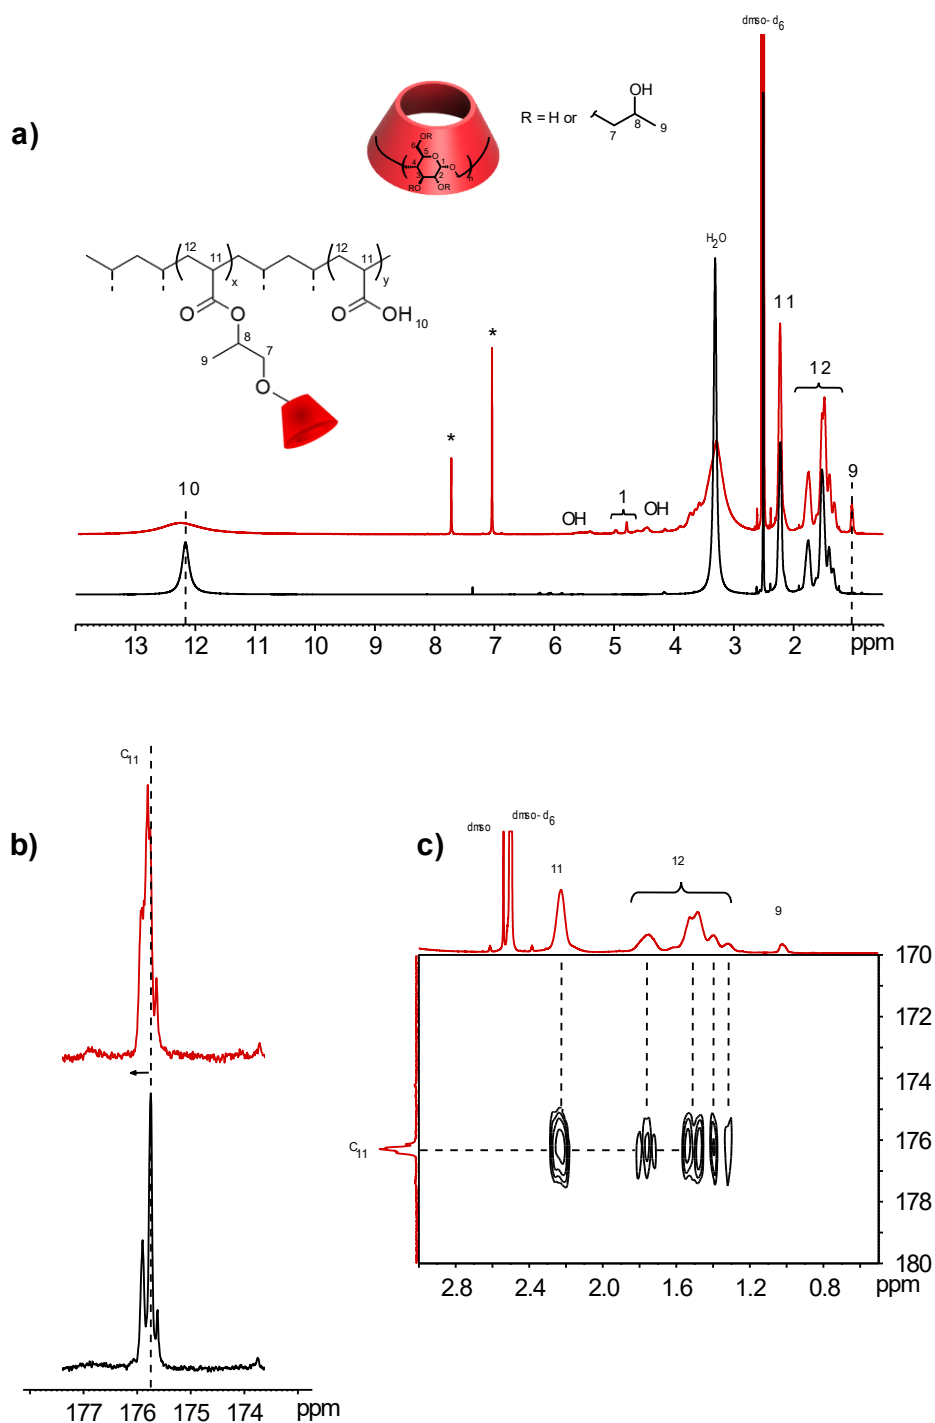 dmso-d6
a)
OR
6
5
O
4
1
O
3
2
n
RO
OR
R = H or
OH
7
8
9
12
11
x
12
11
y
O
O
O
OH 10
8
7
9
O
H2O
*
*
11
12
10
OH
1
OH
9
13 12 11 10 9 8 7 6 5 4 3 2 ppm
b)
C11
177 176 175 174 ppm
c)
dmso
dmso-d6
11
12
9
C11
170
172
174
176
178
180
2.8 2.4 2.0 1.6 1.2 0.8 ppm